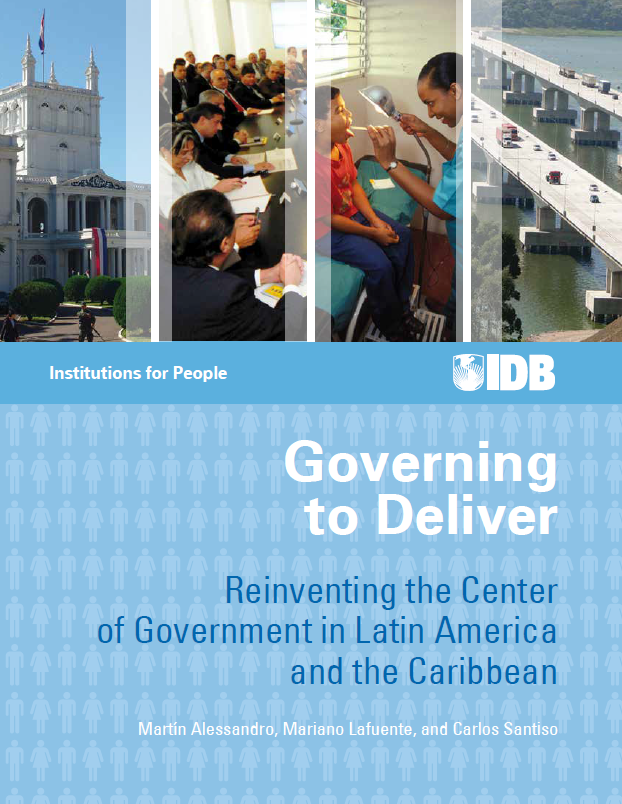 Institutions for People
IDB
Governing
to Deliver
Reinventing the Center
of Government in Latin America
and the Caribbean
Martín Alessandro, Mariano Lafuente, and Carlos Santiso